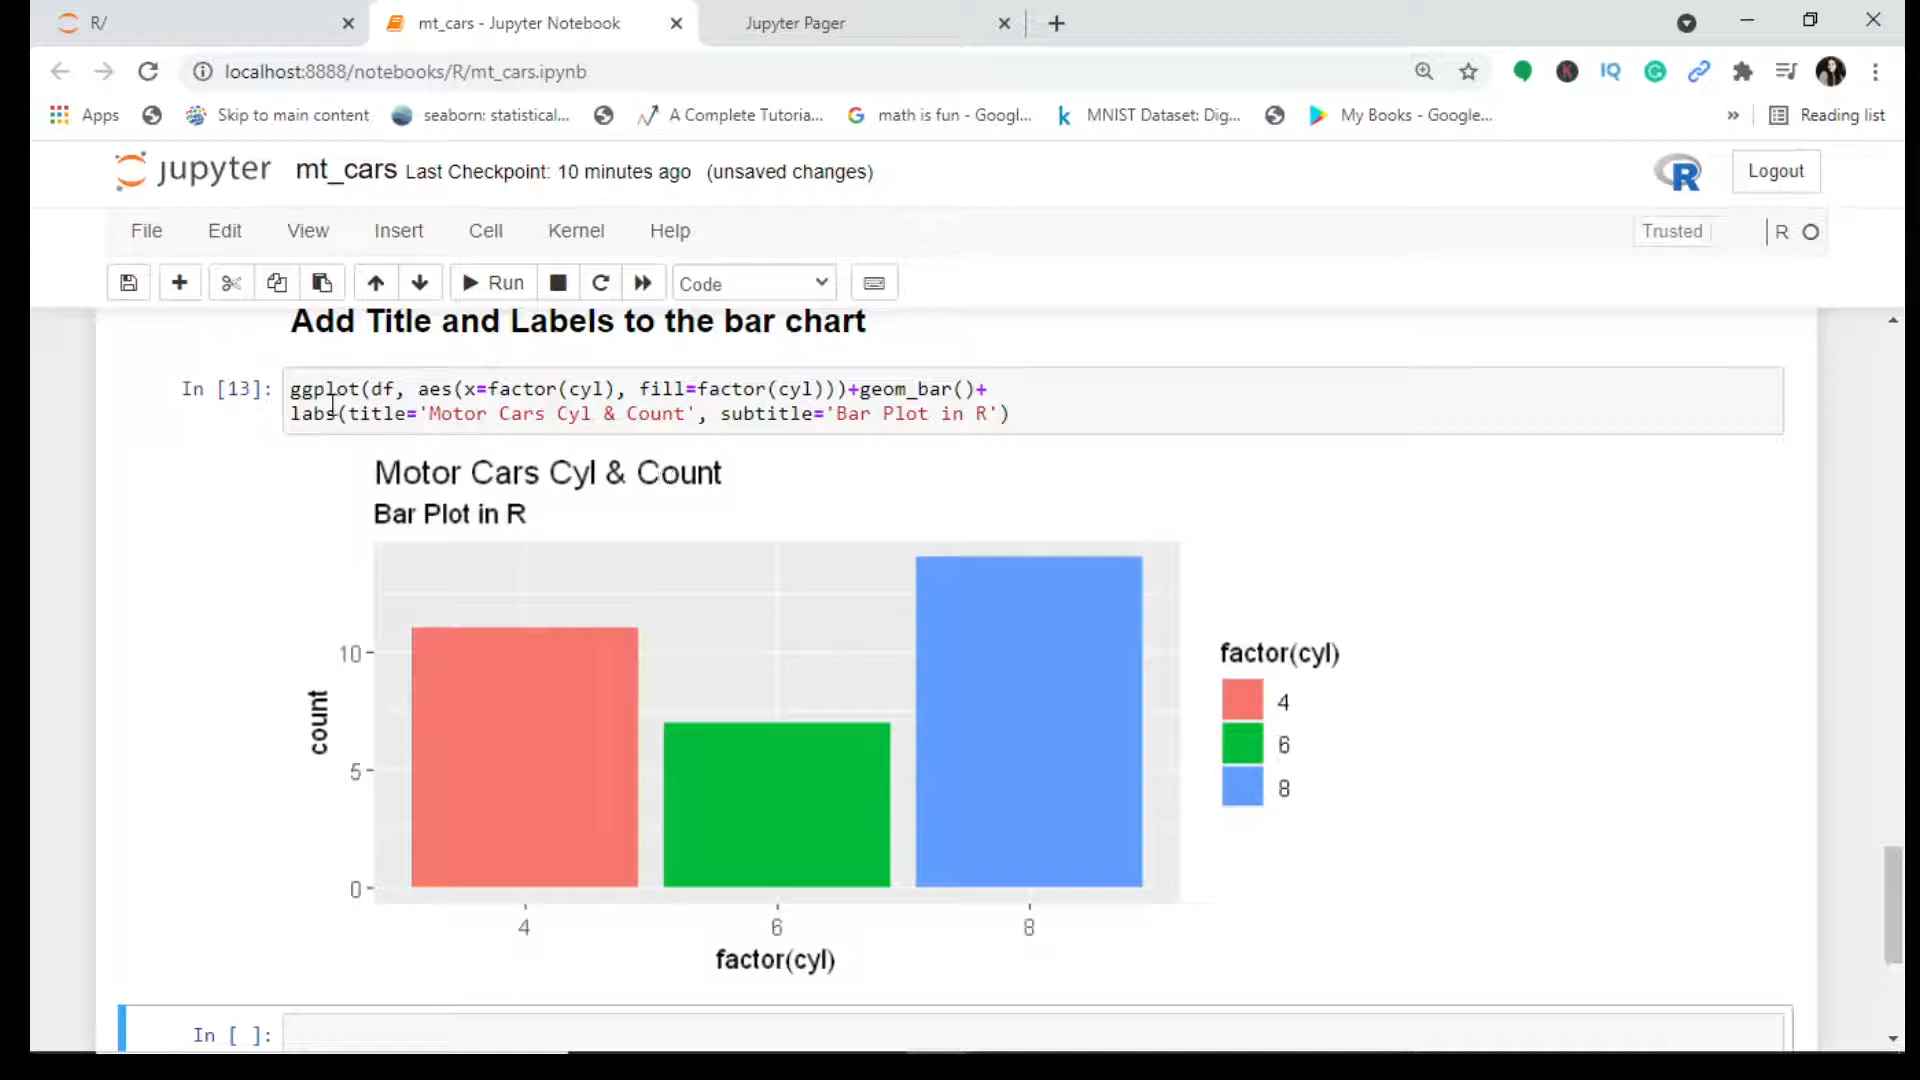 R/
mt_cars - Jupyter Notebook
Jupyter Pager
localhost:8888/notebooks/R/mt_cars.ipynb
Apps
Skip to main content
seaborn: statistical...
A Complete Tutoria...
math is fun - Googl...
MNIST Dataset: Dig...
My Books - Google...
Reading list
jupyter mt_cars Last Checkpoint: 10 minutes ago (unsaved changes)
R
Logout
File Edit View Insert Cell Kernel Help
Trusted
R
Run
Code
Add Title and Labels to the bar chart
In [13]: ggplot(df, aes(x=factor(cyl), fill=factor(cyl)))+geom_bar()+
labs(title='Motor Cars Cyl & Count', subtitle='Bar Plot in R')
Motor Cars Cyl & Count
Bar Plot in R
10
5
0
count
4 6 8
factor(cyl)
factor(cyl)
4
6
8
In [ ]: